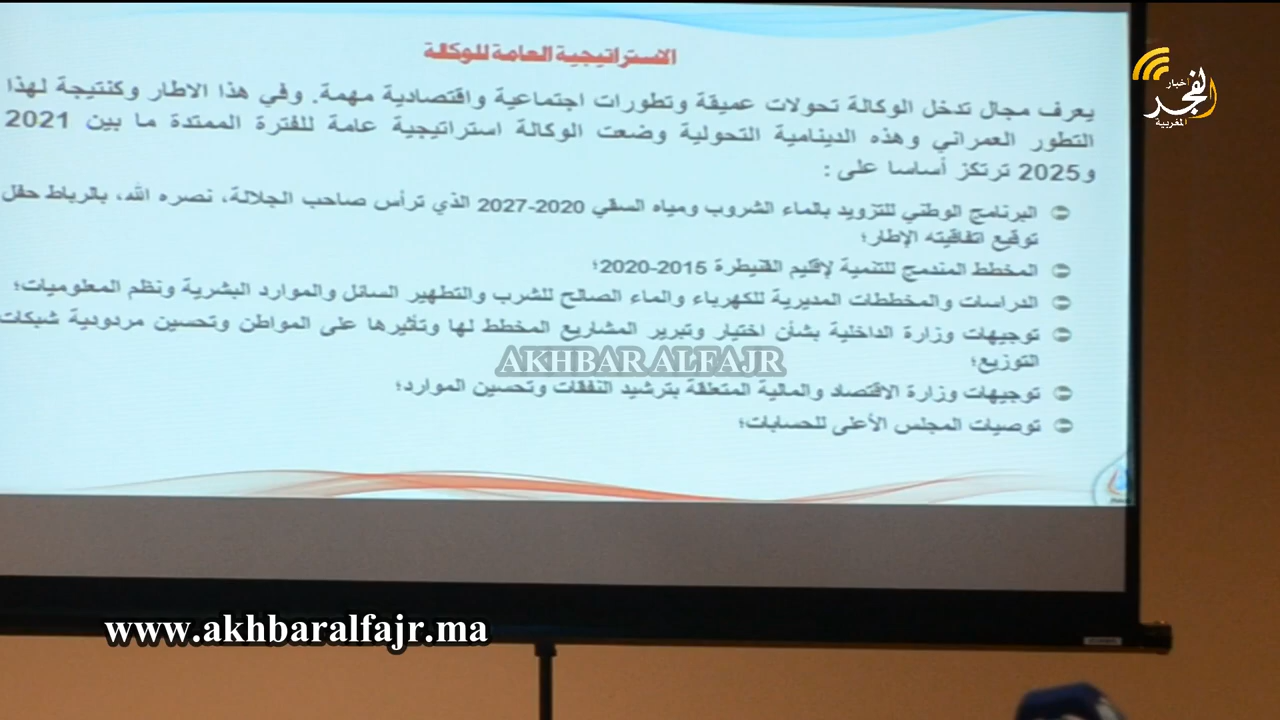 الاستراتيجية العامة للوكالة
يعرف مجال تدخل الوكالة تحولات عميقة وتطورات اجتماعية واقتصادية مهمة. وفي هذا الاطار وكنتيجة لهذا
التطور العمراني وهذه الدينامية التحولية وضعت الوكالة استراتيجية عامة للفترة الممتدة ما بين 2021
و2025 ترتكز أساسا على :
البرنامج الوطني للتزويد بالماء الشروب ومياه السقي 2020-2027 الذي ترأس صاحب الجلالة، نصره الله، بالرباط حفل
توقيع اتفاقيته الإطار؛
المخطط المندمج للتنمية لإقليم القنيطرة 2015-2020؛
الدراسات والمخططات المديرية للكهرباء والماء الصالح للشرب والتطهير السائل والموارد البشرية ونظم المعلوميات؛
توجيهات وزارة الداخلية بشأن اختيار وتبرير المشاريع المخطط لها وتأثيرها على المواطن وتحسين مردودية شبكات
التوزيع؛
توجيهات وزارة الاقتصاد والمالية المتعلقة بترشيد النفقات وتحسين الموارد؛
توصيات المجلس الأعلى للحسابات؛
أخبار
الفجر
المغربية
AKHBAR ALFAJR
www.akhbaralfajr.ma